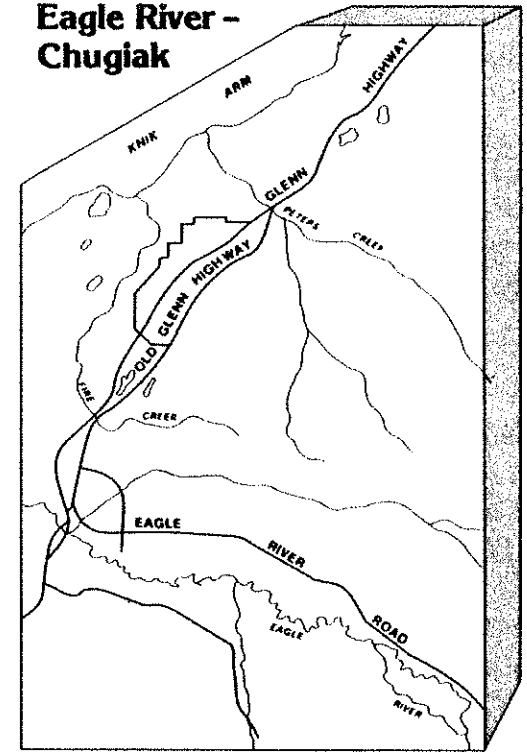 Eagle River –
Chugiak
KNIK ARM
HIGHWAY
GLENN
PETERS CREEK
OLD GLENN HIGHWAY
FIRE CREEK
EAGLE RIVER ROAD
EAGLE RIVER